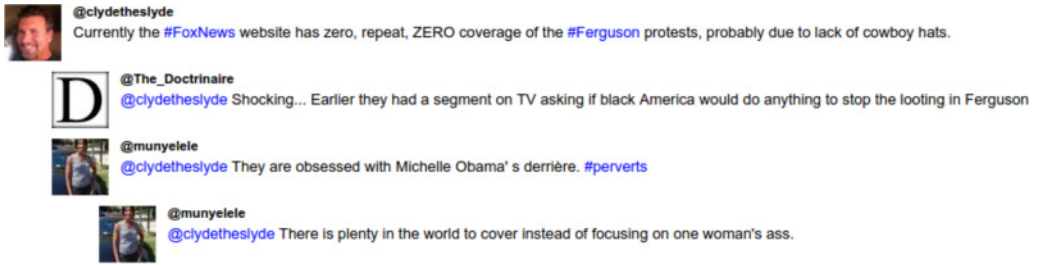 @clydetheslyde
Currently the #FoxNews website has zero, repeat, ZERO coverage of the #Ferguson protests, probably due to lack of cowboy hats.
D
@The_Doctrinaire
@clydetheslyde Shocking... Earlier they had a segment on TV asking if black America would do anything to stop the looting in Ferguson
@munyelele
@clydetheslyde They are obsessed with Michelle Obama' s derrière. #perverts
@munyelele
@clydetheslyde There is plenty in the world to cover instead of focusing on one woman's ass.